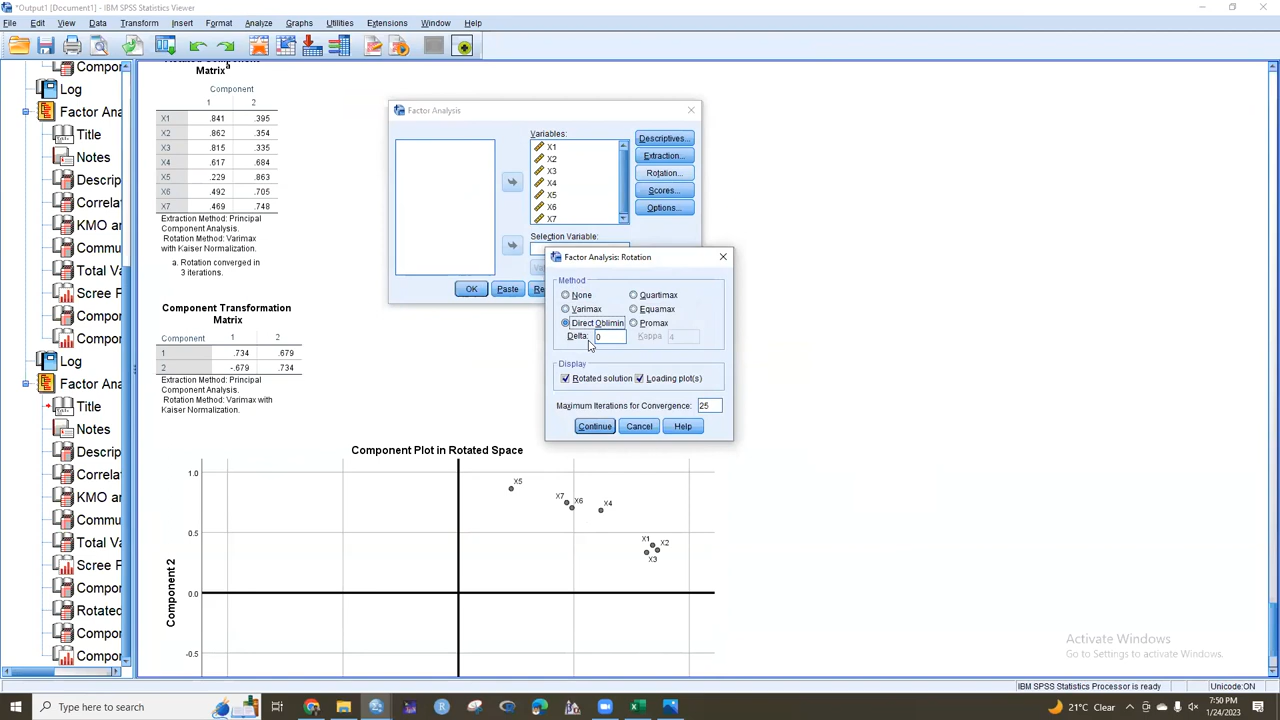 *Output1 [Document1] - IBM SPSS Statistics Viewer
File Edit View Data Transform Insert Format Analyze Graphs Utilities Extensions Window Help
Compor
Log
Factor Ana
Title
Notes
Descrip
Correla
KMO ar
Commu
Total Va
Scree F
Compor
Log
Factor Ana
Title
Notes
Descrip
Correla
KMO ar
Commu
Total Va
Scree F
Compo
Rotated
Compo
Compo
Rotated Component
Matrixa
Component
1 2
X1 .841 .395
X2 .862 .354
X3 .815 .335
X4 .617 .684
X5 .229 .863
X6 .492 .705
X7 .469 .748
Extraction Method: Principal
Component Analysis.
Rotation Method: Varimax
with Kaiser Normalization.
a. Rotation converged in
3 iterations.
Component Transformation
Matrix
Component 1 2
1 .734 .679
2 -.679 .734
Extraction Method: Principal
Component Analysis.
Rotation Method: Varimax with
Kaiser Normalization.
Component Plot in Rotated Space
Component 2
1.0
0.5
0.0
-0.5
X5
X7
X6
X4
X1
X2
X3
Factor Analysis
Variables:
X1
X2
X3
X4
X5
X6
X7
Selection Variable:
Descriptives...
Extraction...
Rotation...
Scores...
Options...
OK Paste Re
Factor Analysis: Rotation
Method
None Quartimax
Varimax Equamax
Direct Oblimin Promax
Delta: 0 Kappa 4
Display
Rotated solution Loading plot(s)
Maximum Iterations for Convergence: 25
Continue Cancel Help
Activate Windows
Go to Settings to activate Windows.
IBM SPSS Statistics Processor is ready Unicode:ON
Type here to search
21°C Clear
7:50 PM
1/24/2023